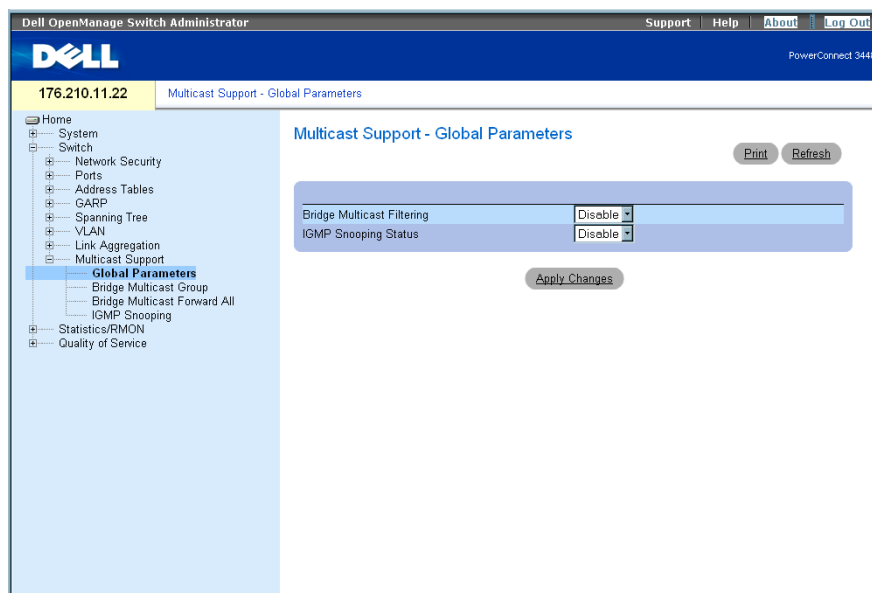 Dell OpenManage Switch Administrator
Support Help About Log Out
DELL
PowerConnect 3448
176.210.11.22
Multicast Support - Global Parameters
Home
System
Switch
Network Security
Ports
Address Tables
GARP
Spanning Tree
VLAN
Link Aggregation
Multicast Support
Global Parameters
Bridge Multicast Group
Bridge Multicast Forward All
IGMP Snooping
Statistics/RMON
Quality of Service
Multicast Support - Global Parameters
Print Refresh
Bridge Multicast Filtering Disable
IGMP Snooping Status Disable
Apply Changes